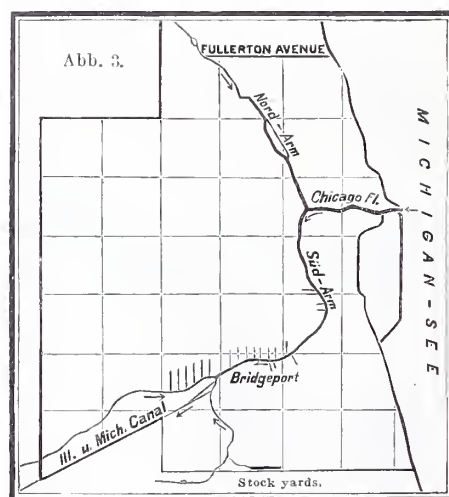 Abb. 3.
FULLERTON AVENUE
Nord-Arm
MICHIGAN-SEE
Chicago Fl.
Süd-Arm
Bridgeport
Ill. u. Mich. Canal
Stock yards.